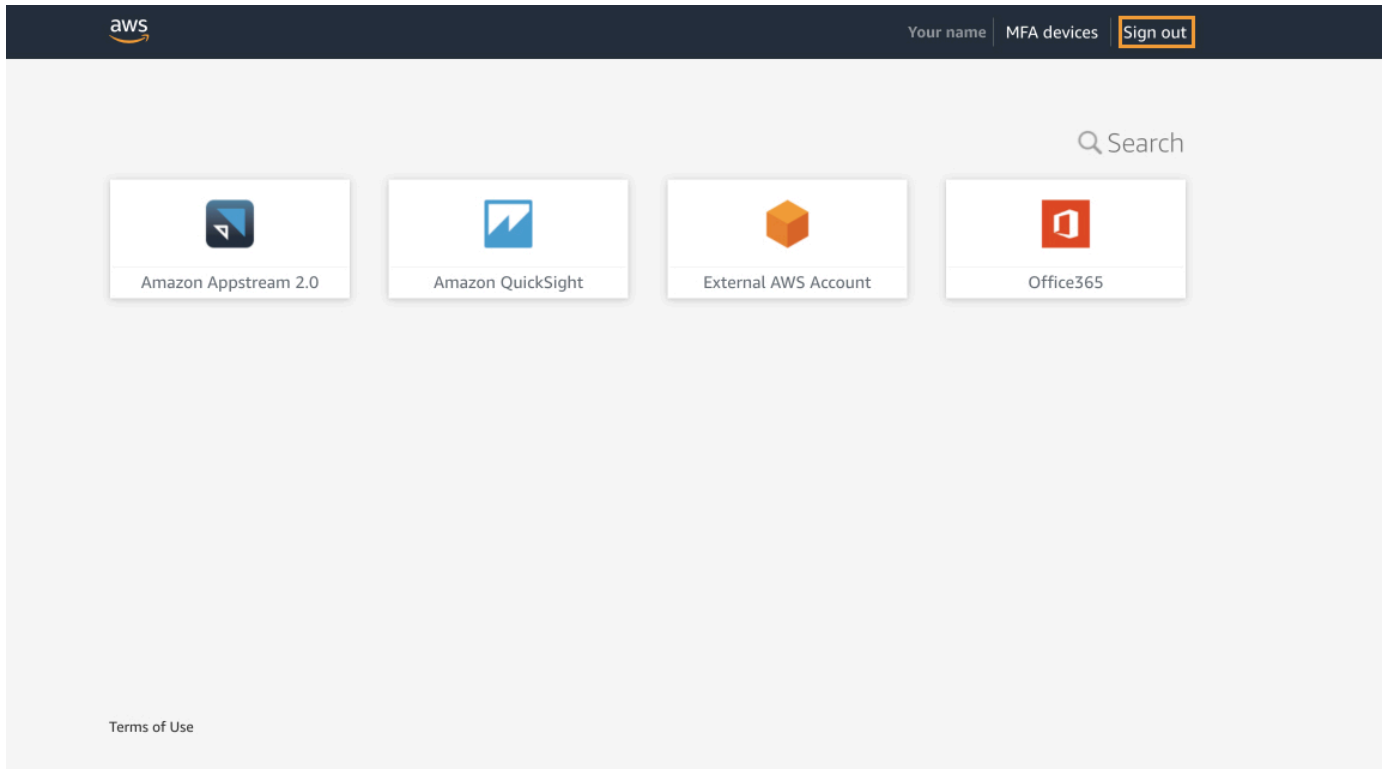 aws
Your name MFA devices Sign out
Search
Amazon Appstream 2.0 Amazon QuickSight External AWS Account Office365
Terms of Use